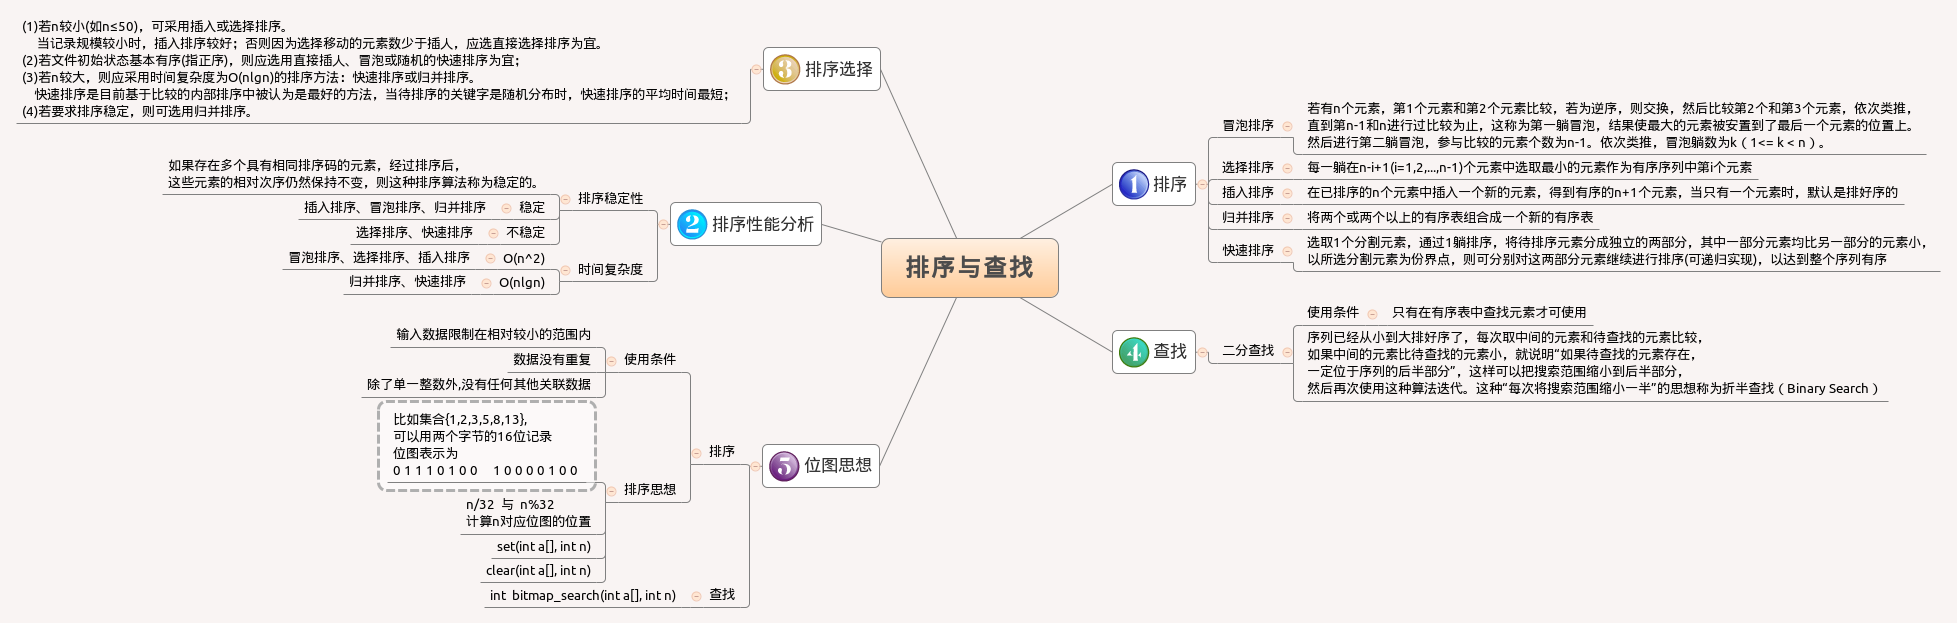 排序与查找
1 排序
冒泡排序
若有n个元素，第1个元素和第2个元素比较，若为逆序，则交换，然后比较第2个和第3个元素，依次类推，
直到第n-1和n进行过比较为止，这称为第一躺冒泡，结果使最大的元素被安置到了最后一个元素的位置上。
然后进行第二躺冒泡，参与比较的元素个数为n-1。依次类推，冒泡躺数为k（1<= k < n）。
选择排序
每一躺在n-i+1(i=1,2,...,n-1)个元素中选取最小的元素作为有序序列中第i个元素
插入排序
在已排序的n个元素中插入一个新的元素，得到有序的n+1个元素，当只有一个元素时，默认是排好序的
归并排序
将两个或两个以上的有序表组合成一个新的有序表
快速排序
选取1个分割元素，通过1躺排序，将待排序元素分成独立的两部分，其中一部分元素均比另一部分的元素小，
以所选分割元素为份界点，则可分别对这两部分元素继续进行排序(可递归实现)，以达到整个序列有序
2 排序性能分析
排序稳定性
如果存在多个具有相同排序码的元素，经过排序后，
这些元素的相对次序仍然保持不变，则这种排序算法称为稳定的。
稳定
插入排序、冒泡排序、归并排序
不稳定
选择排序、快速排序
时间复杂度
O(n^2)
冒泡排序、选择排序、插入排序
O(nlgn)
归并排序、快速排序
3 排序选择
(1)若n较小(如n≤50)，可采用插入或选择排序。
当记录规模较小时，插入排序较好；否则因为选择移动的元素数少于插人，应选直接选择排序为宜。
(2)若文件初始状态基本有序(指正序)，则应选用直接插人、冒泡或随机的快速排序为宜；
(3)若n较大，则应采用时间复杂度为O(nlgn)的排序方法：快速排序或归并排序。
快速排序是目前基于比较的内部排序中被认为是最好的方法，当待排序的关键字是随机分布时，快速排序的平均时间最短；
(4)若要求排序稳定，则可选用归并排序。
4 查找
二分查找
使用条件
只有在有序表中查找元素才可使用
序列已经从小到大排好序了，每次取中间的元素和待查找的元素比较，
如果中间的元素比待查找的元素小，就说明“如果待查找的元素存在，
一定位于序列的后半部分”，这样可以把搜索范围缩小到后半部分，
然后再次使用这种算法迭代。这种“每次将搜索范围缩小一半”的思想称为折半查找（Binary Search）
5 位图思想
排序
使用条件
输入数据限制在相对较小的范围内
数据没有重复
除了单一整数外,没有任何其他关联数据
排序思想
比如集合{1,2,3,5,8,13},
可以用两个字节的16位记录
位图表示为
0 1 1 1 0 1 0 0 1 0 0 0 0 1 0 0
n/32 与 n%32
计算n对应位图的位置
set(int a[], int n)
clear(int a[], int n)
查找
int bitmap_search(int a[], int n)